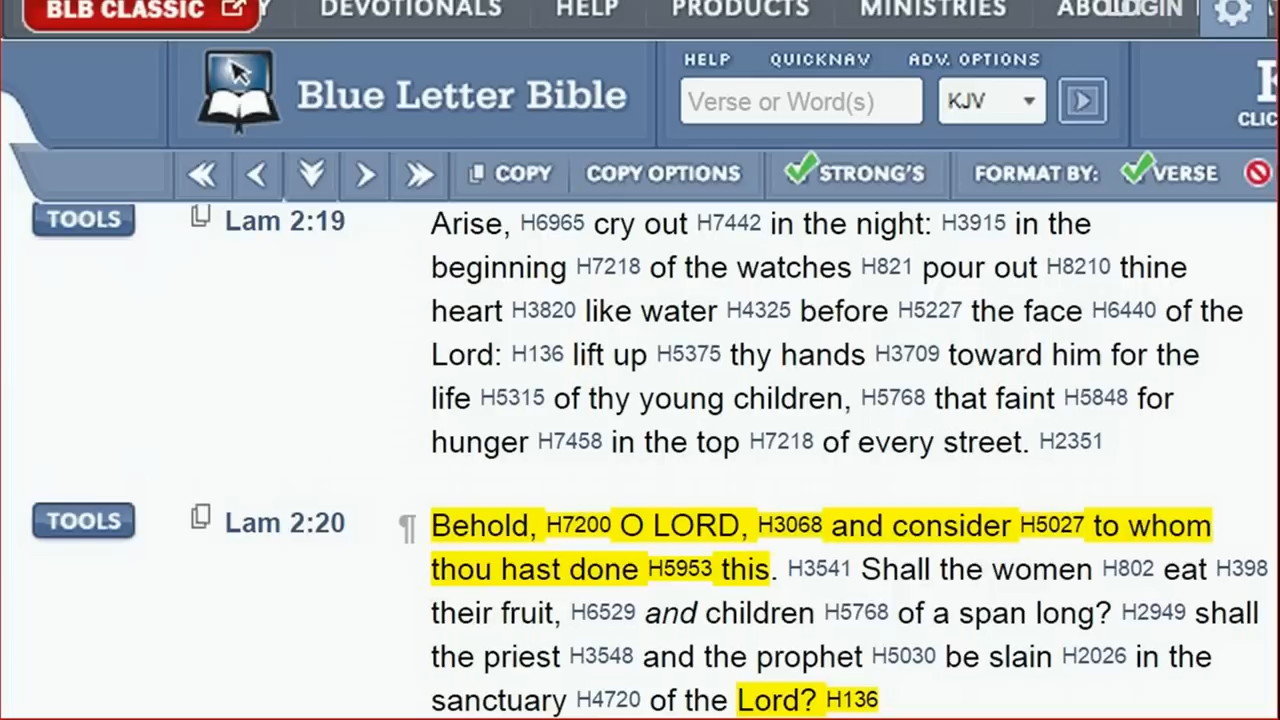 BLB CLASSIC
DEVOTIONALS HELP PRODUCTS MINISTRIES LOGIN
HELP QUICKNAV ADV. OPTIONS
Blue Letter Bible Verse or Word(s) KJV
CLIC
COPY COPY OPTIONS STRONG'S FORMAT BY: VERSE
TOOLS Lam 2:19 Arise, H6965 cry out H7442 in the night: H3915 in the
beginning H7218 of the watches H821 pour out H8210 thine
heart H3820 like water H4325 before H5227 the face H6440 of the
Lord: H136 lift up H5375 thy hands H3709 toward him for the
life H5315 of thy young children, H5768 that faint H5848 for
hunger H7458 in the top H7218 of every street. H2351
TOOLS Lam 2:20 ¶ Behold, H7200 O LORD, H3068 and consider H5027 to whom
thou hast done H5953 this. H3541 Shall the women H802 eat H398
their fruit, H6529 and children H5768 of a span long? H2949 shall
the priest H3548 and the prophet H5030 be slain H2026 in the
sanctuary H4720 of the Lord? H136